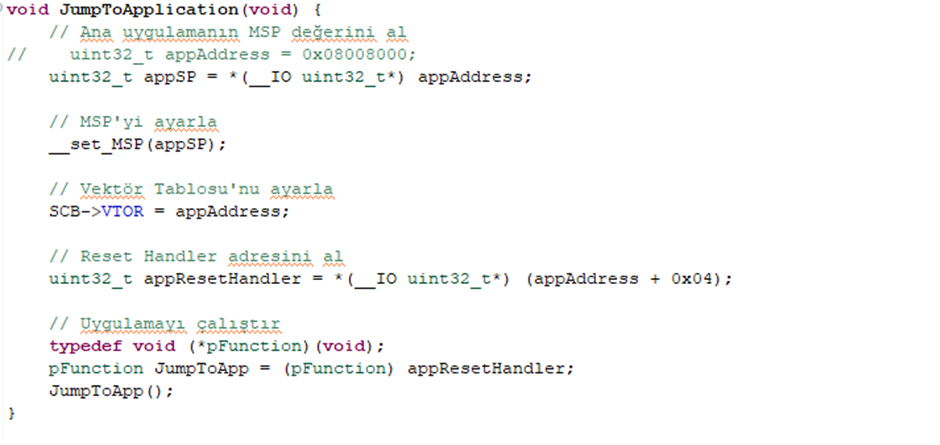 void JumpToApplication(void) {
    // Ana uygulamanın MSP değerini al
//    uint32_t appAddress = 0x08008000;
    uint32_t appSP = *(__IO uint32_t*) appAddress;

    // MSP'yi ayarla
    __set_MSP(appSP);

    // Vektör Tablosu'nu ayarla
    SCB->VTOR = appAddress;

    // Reset Handler adresini al
    uint32_t appResetHandler = *(__IO uint32_t*) (appAddress + 0x04);

    // Uygulamayı çalıştır
    typedef void (*pFunction)(void);
    pFunction JumpToApp = (pFunction) appResetHandler;
    JumpToApp();
}